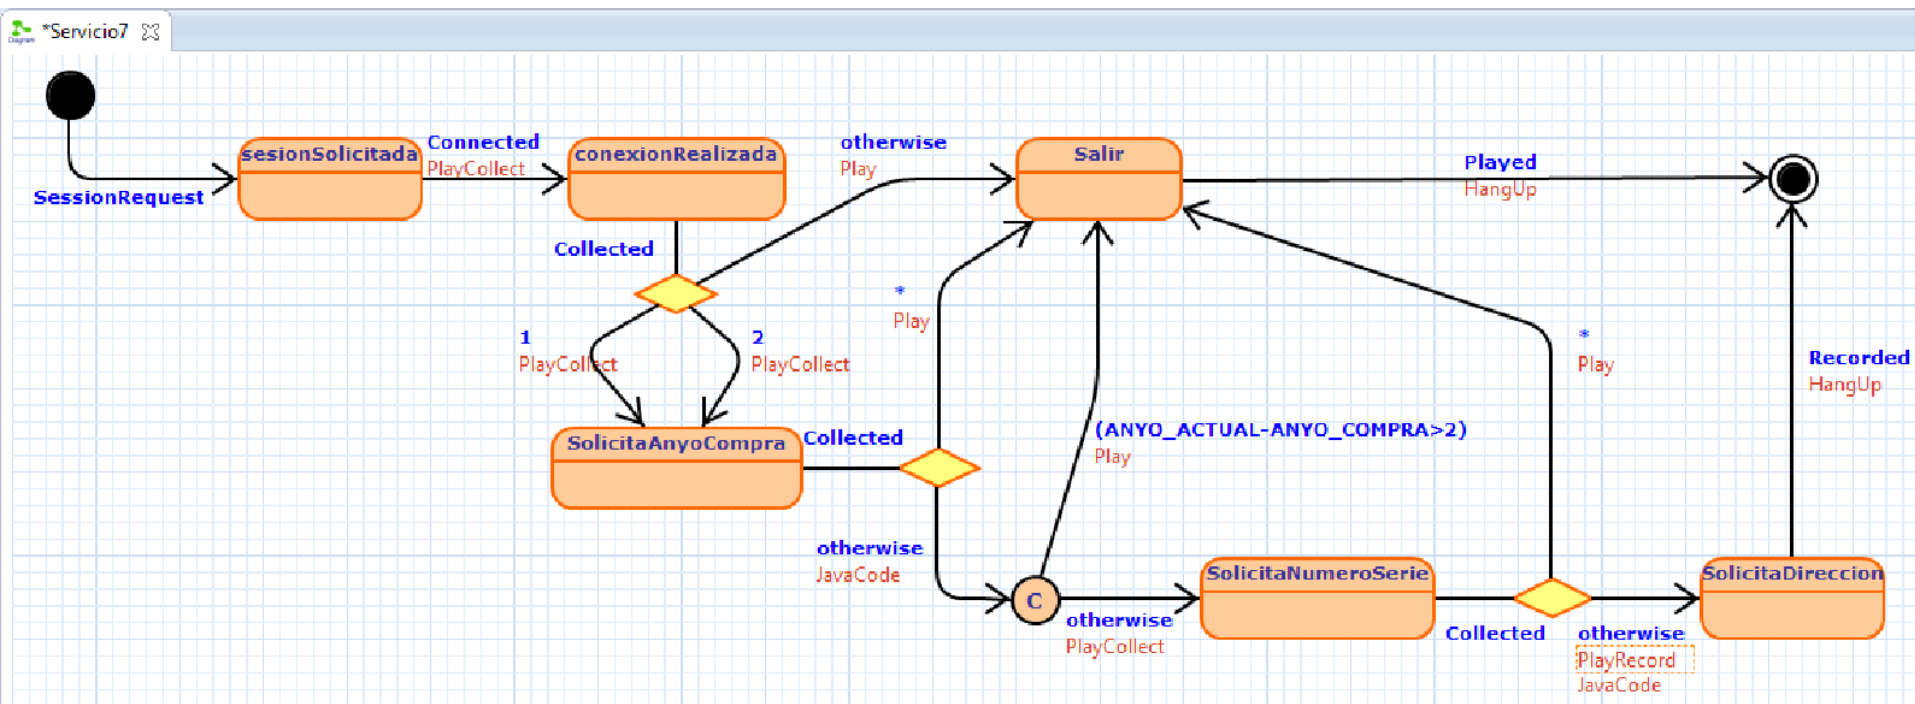 *Servicio7
Diagram
sesionSolicitada
Connected
PlayCollect
conexionRealizada
otherwise
Play
Salir
Played
HangUp
SessionRequest
Collected
*
Play
1
PlayCollect
2
PlayCollect
*
Play
Recorded
HangUp
SolicitaAnyoCompra
Collected
(ANYO_ACTUAL-ANYO_COMPRA>2)
Play
otherwise
JavaCode
C
otherwise
PlayCollect
SolicitaNumeroSerie
Collected
otherwise
PlayRecord
JavaCode
SolicitaDireccion